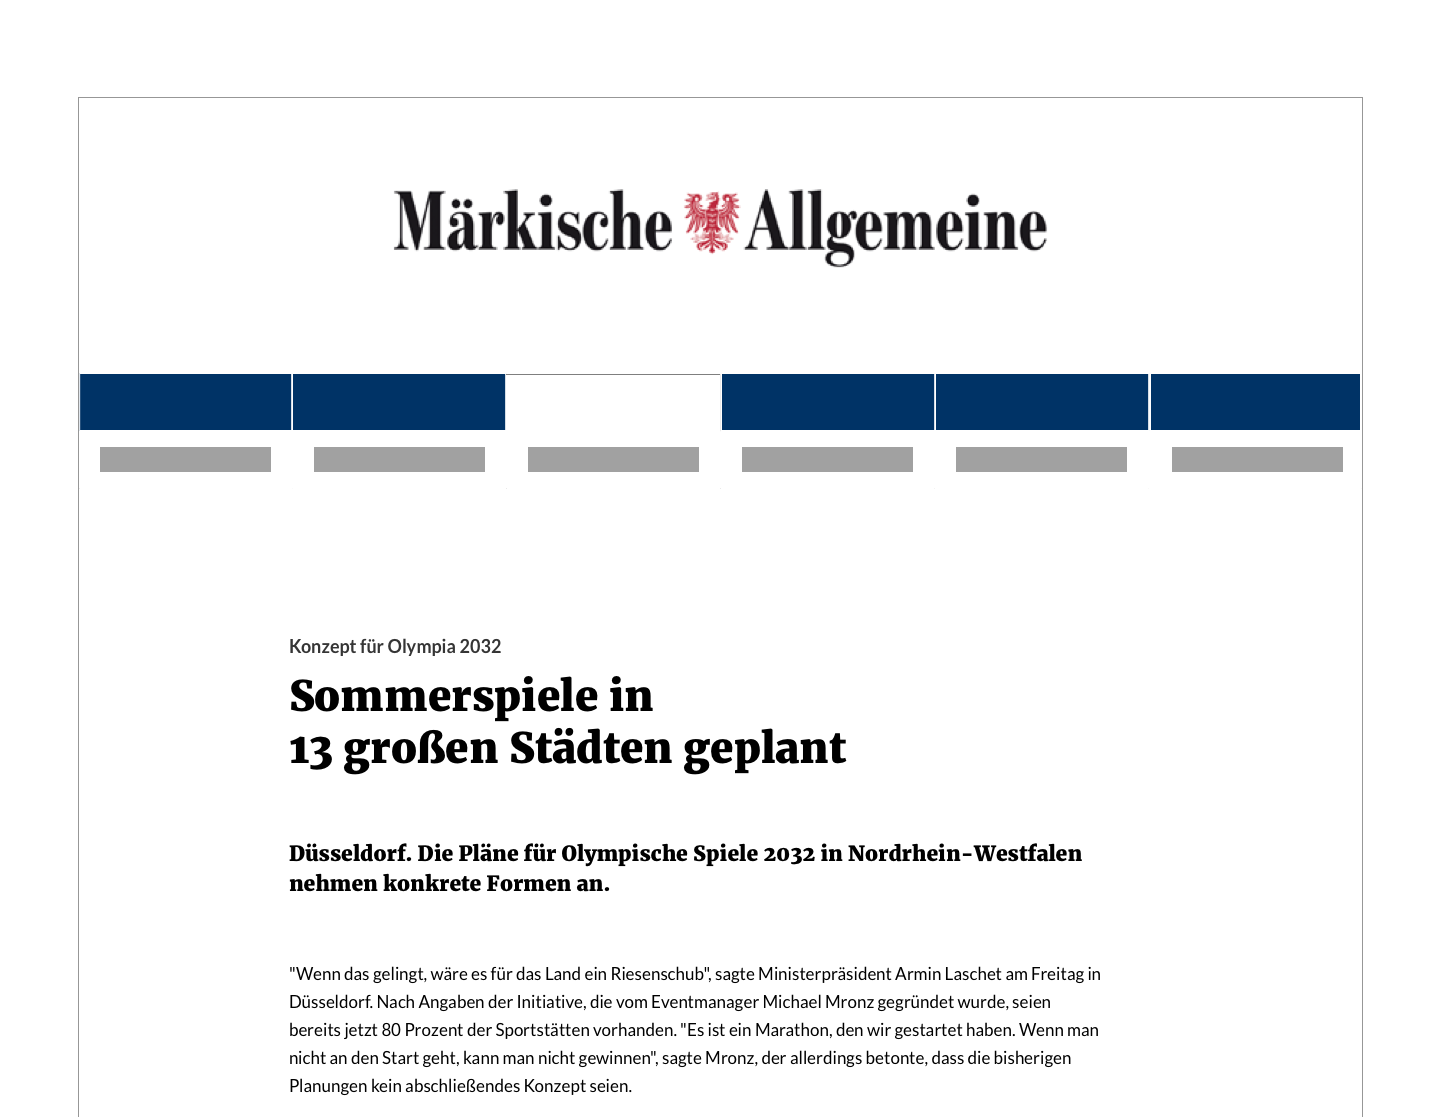 Märkische Allgemeine
Konzept für Olympia 2032
Sommerspiele in
13 großen Städten geplant
Düsseldorf. Die Pläne für Olympische Spiele 2032 in Nordrhein-Westfalen
nehmen konkrete Formen an.
"Wenn das gelingt, wäre es für das Land ein Riesenschub", sagte Ministerpräsident Armin Laschet am Freitag in
Düsseldorf. Nach Angaben der Initiative, die vom Eventmanager Michael Mronz gegründet wurde, seien
bereits jetzt 80 Prozent der Sportstätten vorhanden. "Es ist ein Marathon, den wir gestartet haben. Wenn man
nicht an den Start geht, kann man nicht gewinnen", sagte Mronz, der allerdings betonte, dass die bisherigen
Planungen kein abschließendes Konzept seien.